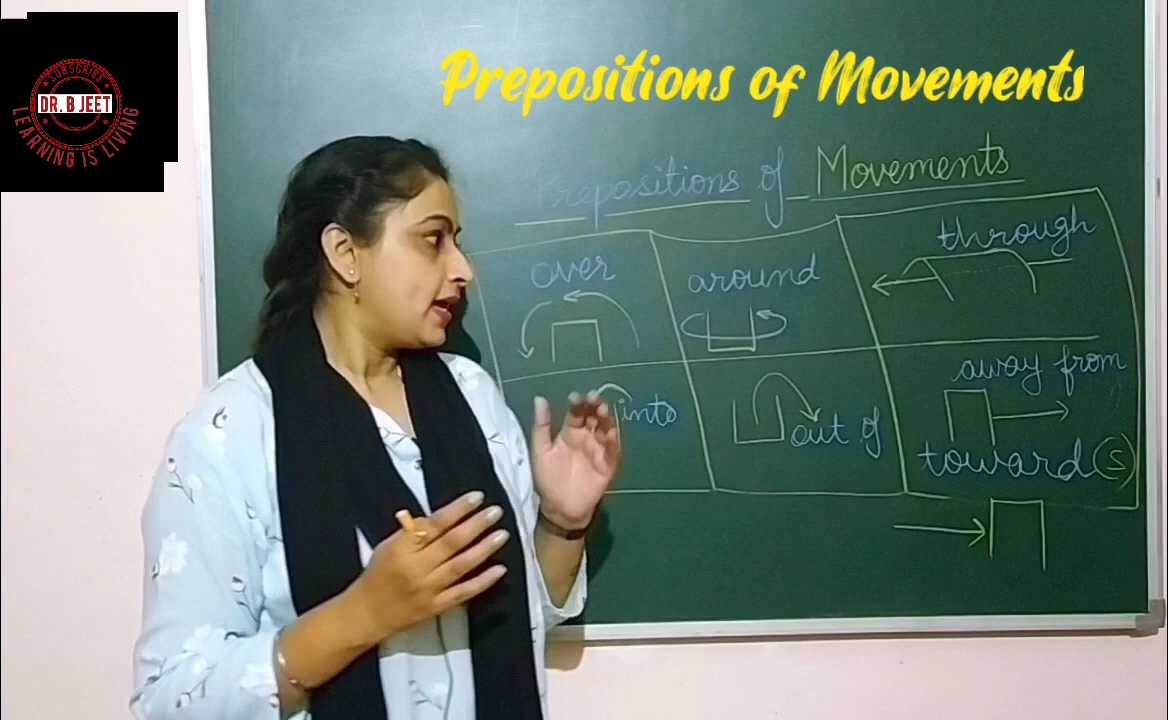 SUBSCRIBE
DR. B JEET
LEARNING IS LIVING
Prepositions of Movements
Prepositions of Movements
over
around
through
into
out of
away from
toward(s)